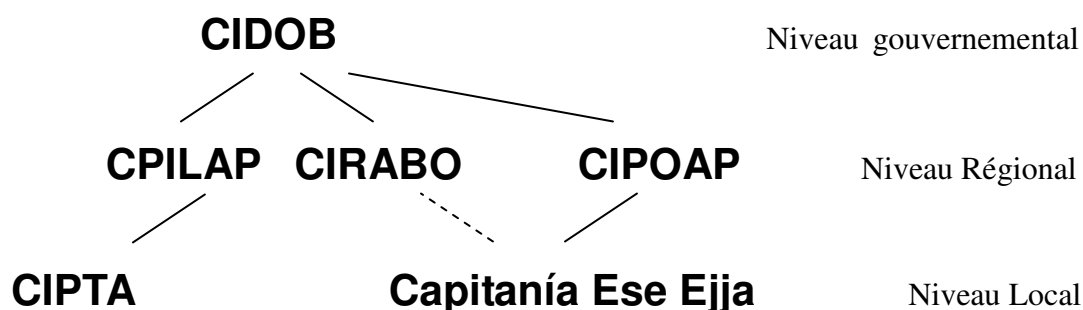 CIDOB Niveau gouvernemental
CPILAP CIRABO CIPOAP Niveau Régional
CIPTA Capitanía Ese Ejja Niveau Local